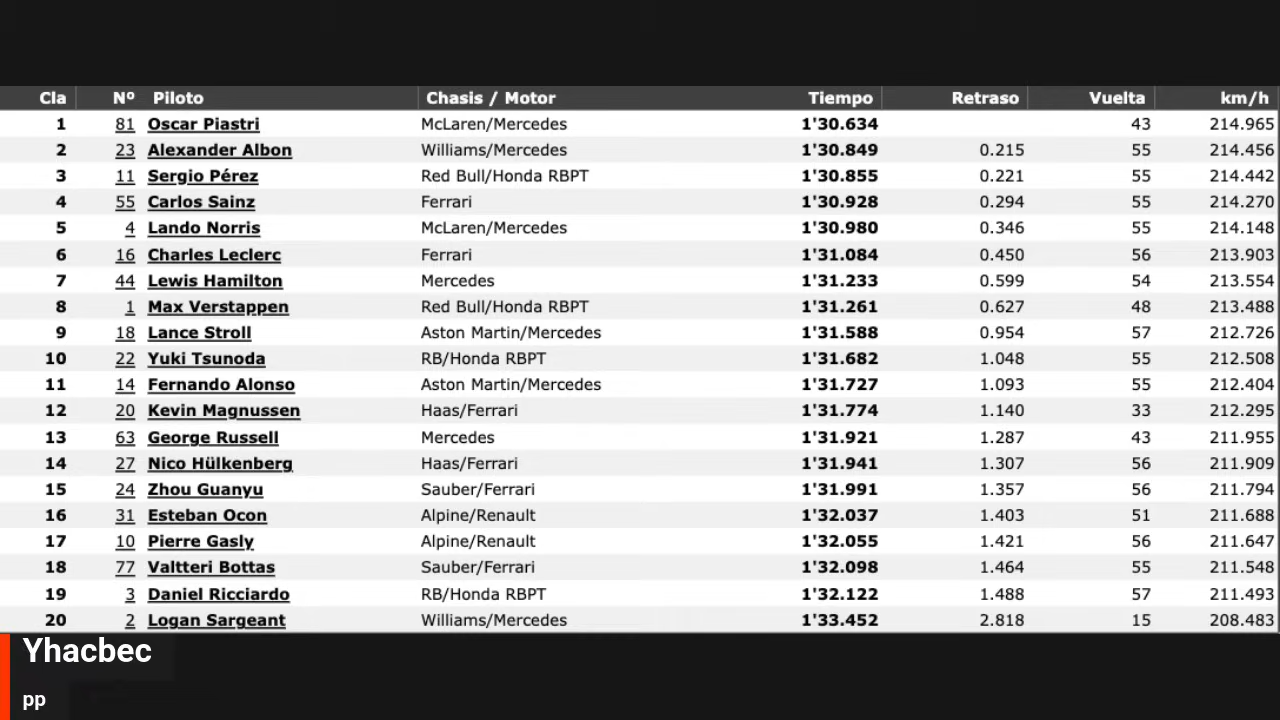 Cla Nº Piloto Chasis / Motor Tiempo Retraso Vuelta km/h
1 81 Oscar Piastri McLaren/Mercedes 1'30.634 43 214.965
2 23 Alexander Albon Williams/Mercedes 1'30.849 0.215 55 214.456
3 11 Sergio Pérez Red Bull/Honda RBPT 1'30.855 0.221 55 214.442
4 55 Carlos Sainz Ferrari 1'30.928 0.294 55 214.270
5 4 Lando Norris McLaren/Mercedes 1'30.980 0.346 55 214.148
6 16 Charles Leclerc Ferrari 1'31.084 0.450 56 213.903
7 44 Lewis Hamilton Mercedes 1'31.233 0.599 54 213.554
8 1 Max Verstappen Red Bull/Honda RBPT 1'31.261 0.627 48 213.488
9 18 Lance Stroll Aston Martin/Mercedes 1'31.588 0.954 57 212.726
10 22 Yuki Tsunoda RB/Honda RBPT 1'31.682 1.048 55 212.508
11 14 Fernando Alonso Aston Martin/Mercedes 1'31.727 1.093 55 212.404
12 20 Kevin Magnussen Haas/Ferrari 1'31.774 1.140 33 212.295
13 63 George Russell Mercedes 1'31.921 1.287 43 211.955
14 27 Nico Hülkenberg Haas/Ferrari 1'31.941 1.307 56 211.909
15 24 Zhou Guanyu Sauber/Ferrari 1'31.991 1.357 56 211.794
16 31 Esteban Ocon Alpine/Renault 1'32.037 1.403 51 211.688
17 10 Pierre Gasly Alpine/Renault 1'32.055 1.421 56 211.647
18 77 Valtteri Bottas Sauber/Ferrari 1'32.098 1.464 55 211.548
19 3 Daniel Ricciardo RB/Honda RBPT 1'32.122 1.488 57 211.493
20 2 Logan Sargeant Williams/Mercedes 1'33.452 2.818 15 208.483
Yhacbec
pp